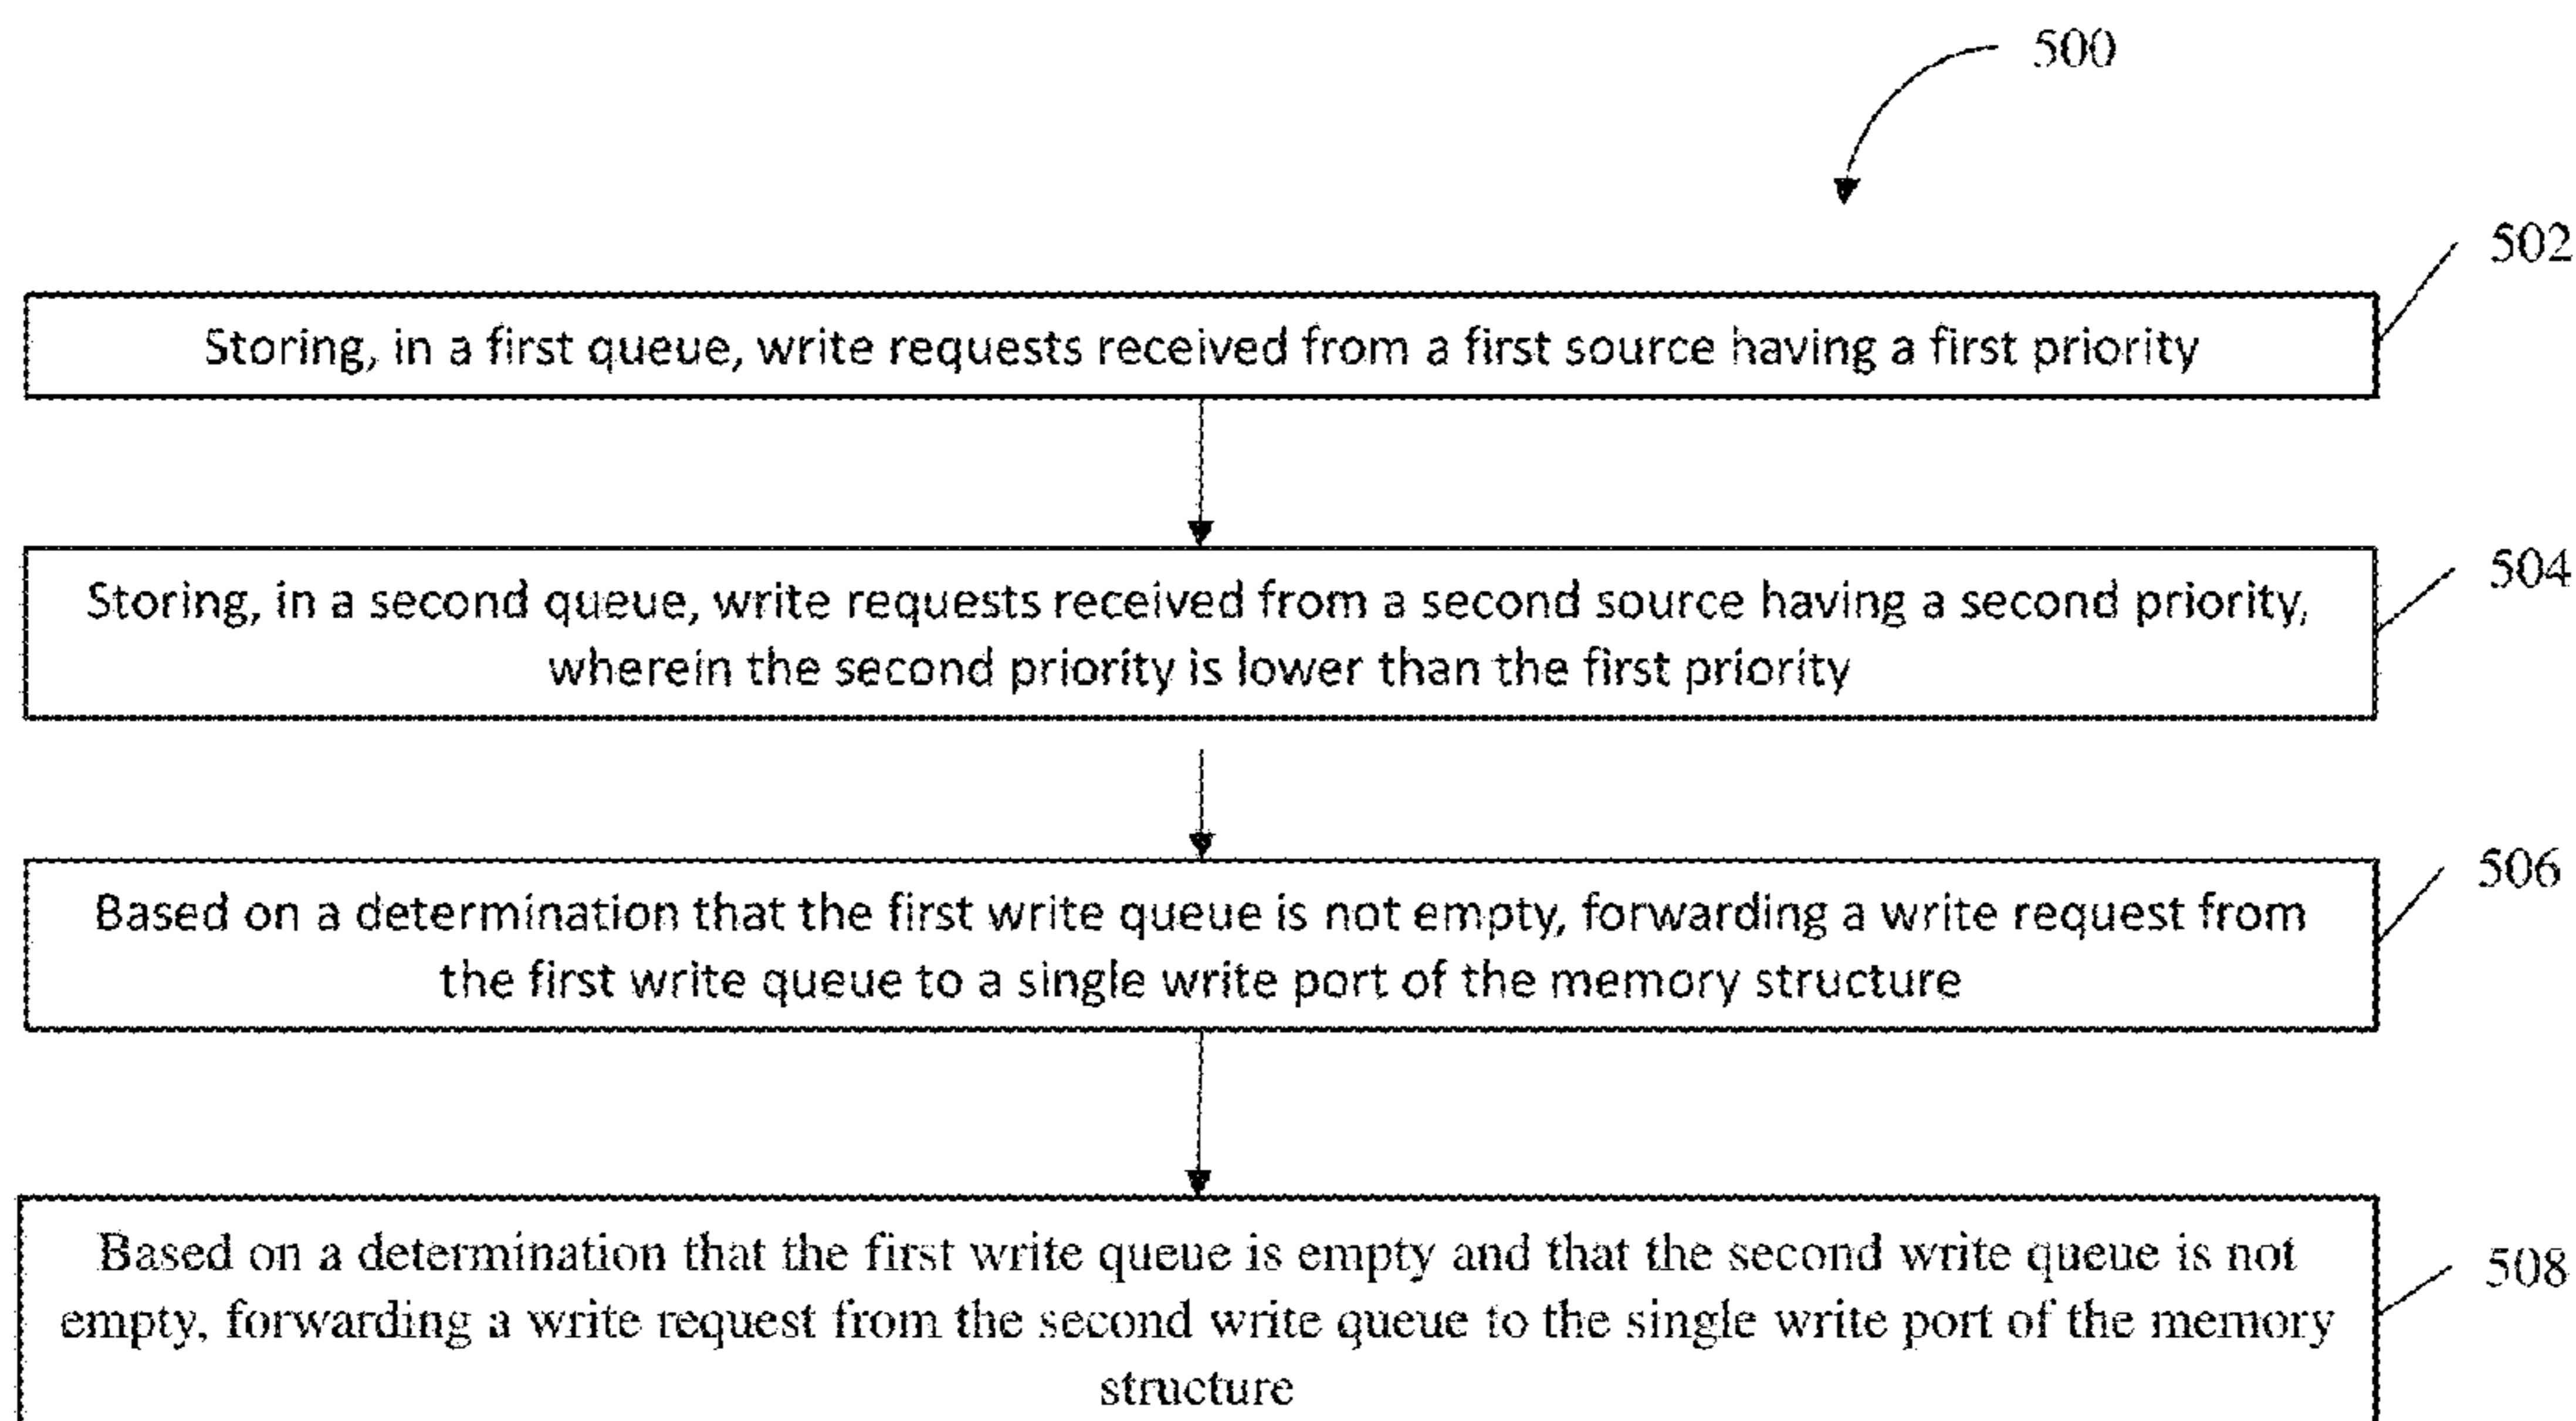 500
502
Storing, in a first queue, write requests received from a first source having a first priority
504
Storing, in a second queue, write requests received from a second source having a second priority,
wherein the second priority is lower than the first priority
506
Based on a determination that the first write queue is not empty, forwarding a write request from
the first write queue to a single write port of the memory structure
508
Based on a determination that the first write queue is empty and that the second write queue is not
empty, forwarding a write request from the second write queue to the single write port of the memory
structure